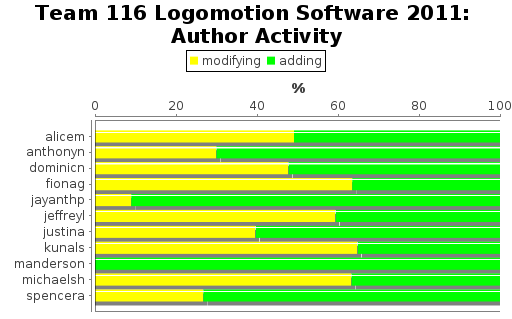 Team 116 Logomotion Software 2011:
Author Activity
modifying adding
%
0 20 40 60 80 100
alicem
anthonyn
dominicn
fionag
jayanthp
jeffreyl
justina
kunals
manderson
michaelsh
spencera